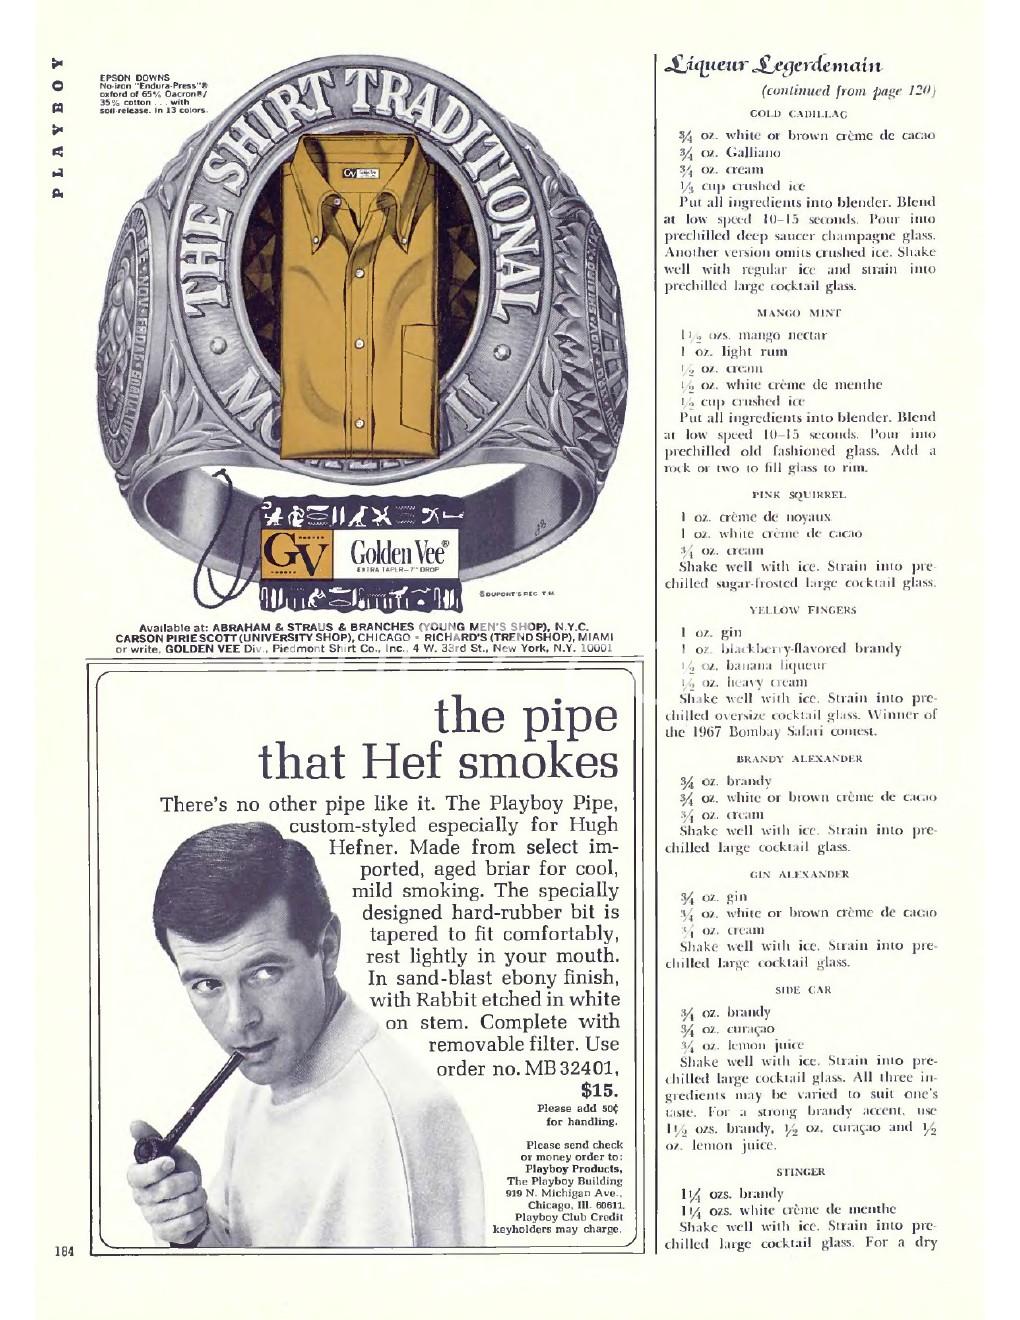 PLAYBOY
EPSON DOWNS
No-iron "Endura-Press"®
oxford of 65% Dacron®/
35% cotton . . . with
soil-release. In 13 colors.
THE SHIRT TRADITIONAL
GV Golden Vee
GV Golden Vee®
EXTRA TAPER–7" DROP
® DUPONT'S REG. T.M.
Available at: ABRAHAM & STRAUS & BRANCHES (YOUNG MEN'S SHOP), N.Y.C.
CARSON PIRIE SCOTT (UNIVERSITY SHOP), CHICAGO • RICHARD'S (TREND SHOP), MIAMI
or write, GOLDEN VEE Div., Piedmont Shirt Co., Inc., 4 W. 33rd St., New York, N.Y. 10001
the pipe
that Hef smokes
There's no other pipe like it. The Playboy Pipe,
custom-styled especially for Hugh
Hefner. Made from select im-
ported, aged briar for cool,
mild smoking. The specially
designed hard-rubber bit is
tapered to fit comfortably,
rest lightly in your mouth.
In sand-blast ebony finish,
with Rabbit etched in white
on stem. Complete with
removable filter. Use
order no. MB 32401,
$15.
Please add 50¢
for handling.
Please send check
or money order to:
Playboy Products,
The Playboy Building
919 N. Michigan Ave.,
Chicago, Ill. 60611.
Playboy Club Credit
keyholders may charge.
184
Liqueur Legerdemain
(continued from page 120)
GOLD CADILLAC
¾ oz. white or brown crème de cacao
¾ oz. Galliano
¾ oz. cream
⅓ cup crushed ice
Put all ingredients into blender. Blend
at low speed 10–15 seconds. Pour into
prechilled deep saucer champagne glass.
Another version omits crushed ice. Shake
well with regular ice and strain into
prechilled large cocktail glass.
MANGO MINT
1½ ozs. mango nectar
1 oz. light rum
½ oz. cream
½ oz. white crème de menthe
½ cup crushed ice
Put all ingredients into blender. Blend
at low speed 10–15 seconds. Pour into
prechilled old fashioned glass. Add a
rock or two to fill glass to rim.
PINK SQUIRREL
1 oz. crème de noyaux
1 oz. white crème de cacao
¾ oz. cream
Shake well with ice. Strain into pre-
chilled sugar-frosted large cocktail glass.
YELLOW FINGERS
1 oz. gin
1 oz. blackberry-flavored brandy
½ oz. banana liqueur
½ oz. heavy cream
Shake well with ice. Strain into pre-
chilled oversize cocktail glass. Winner of
the 1967 Bombay Safari contest.
BRANDY ALEXANDER
¾ oz. brandy
¾ oz. white or brown crème de cacao
¾ oz. cream
Shake well with ice. Strain into pre-
chilled large cocktail glass.
GIN ALEXANDER
¾ oz. gin
¾ oz. white or brown crème de cacao
¾ oz. cream
Shake well with ice. Strain into pre-
chilled large cocktail glass.
SIDE CAR
¾ oz. brandy
¾ oz. curaçao
¾ oz. lemon juice
Shake well with ice. Strain into pre-
chilled large cocktail glass. All three in-
gredients may be varied to suit one's
taste. For a strong brandy accent, use
1½ ozs. brandy, ½ oz. curaçao and ½
oz. lemon juice.
STINGER
1¼ ozs. brandy
1¼ ozs. white crème de menthe
Shake well with ice. Strain into pre-
chilled large cocktail glass. For a dry